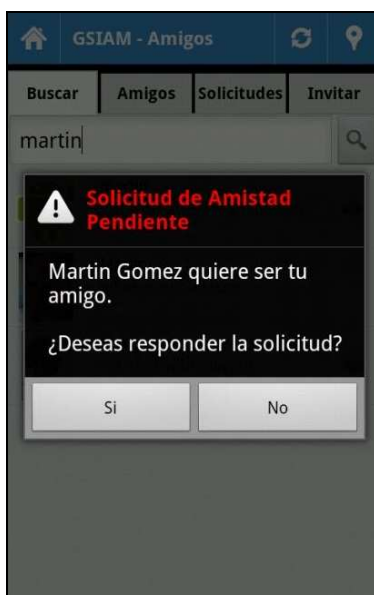 GSIAM - Amigos
Buscar Amigos Solicitudes Invitar
martin
Solicitud de Amistad
Pendiente
Martin Gomez quiere ser tu
amigo.
¿Deseas responder la solicitud?
Si No